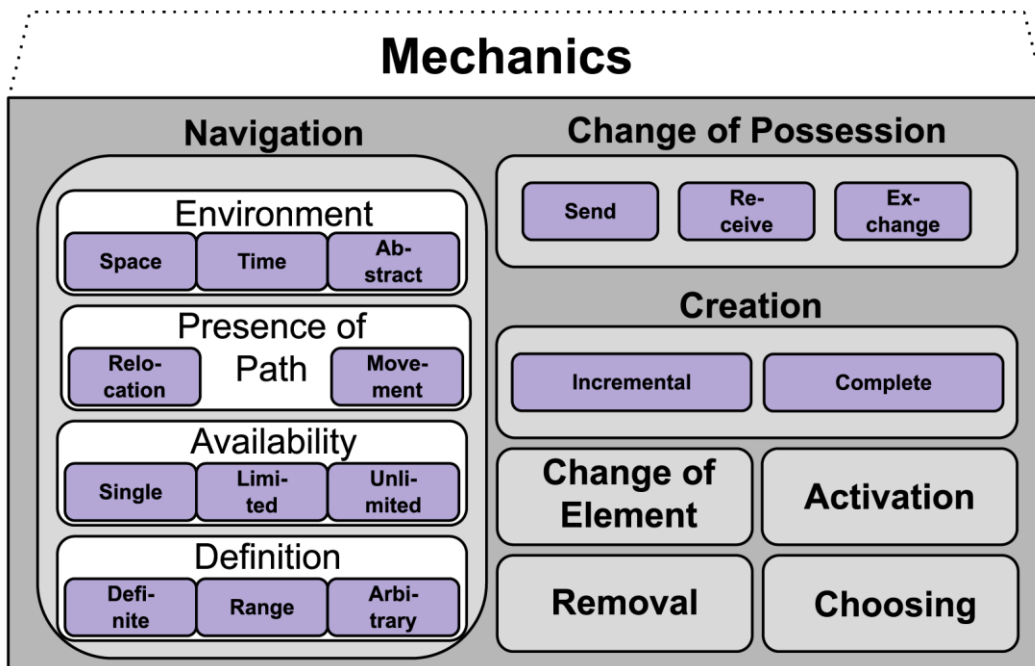 Mechanics
Navigation
Environment
Space
Time
Ab-
stract
Presence of
Path
Relo-
cation
Move-
ment
Availability
Single
Limi-
ted
Unli-
mited
Definition
Defi-
nite
Range
Arbi-
trary
Change of Possession
Send
Re-
ceive
Ex-
change
Creation
Incremental
Complete
Change of
Element
Activation
Removal
Choosing